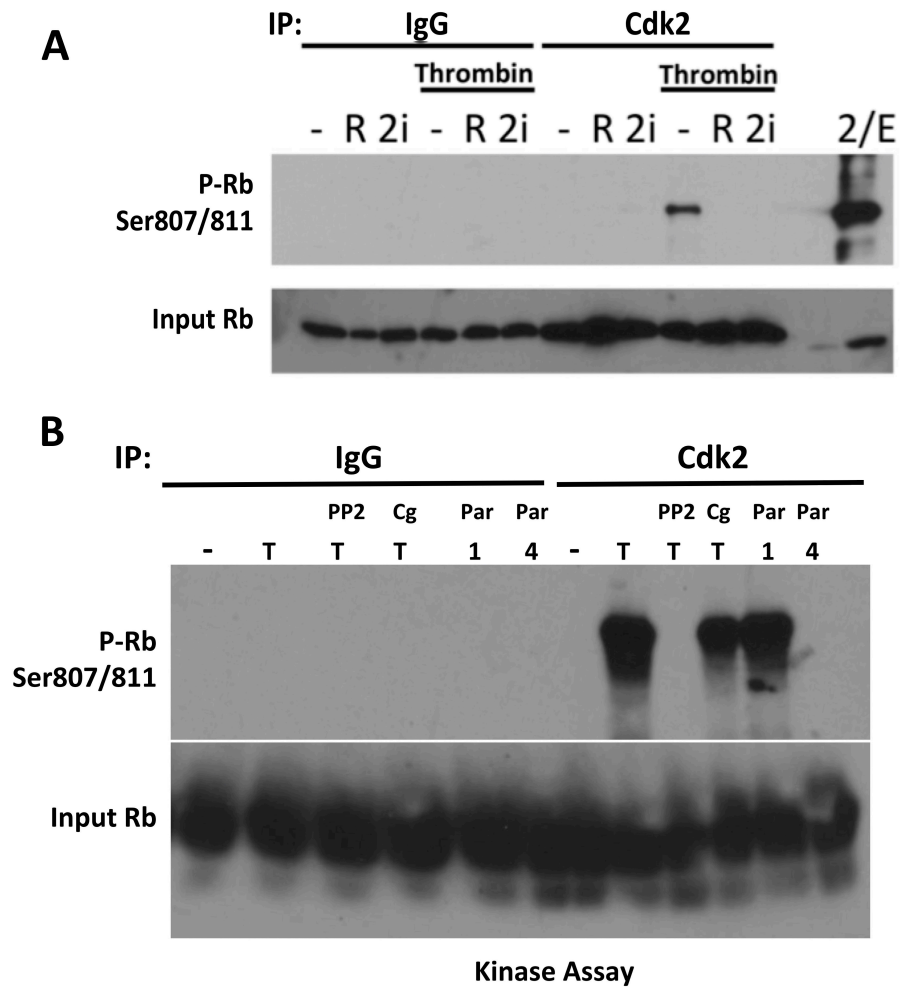 A
IP: IgG Cdk2
Thrombin Thrombin
- R 2i - R 2i - R 2i - R 2i 2/E
P-Rb
Ser807/811
Input Rb
B
IP: IgG Cdk2
PP2 Cg Par Par PP2 Cg Par Par
- T T T 1 4 - T T T 1 4
P-Rb
Ser807/811
Input Rb
Kinase Assay